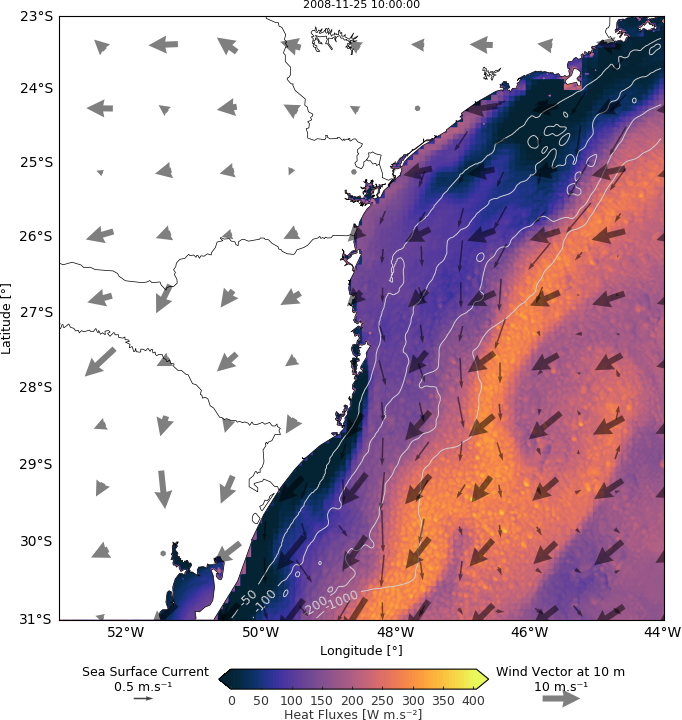 2008-11-25 10:00:00
23°S
24°S
25°S
26°S
27°S
28°S
29°S
30°S
31°S
Latitude [°]
-50
-100
-200
-1000
52°W 50°W 48°W 46°W 44°W
Longitude [°]
Sea Surface Current
0.5 m.s⁻¹
Wind Vector at 10 m
10 m.s⁻¹
0 50 100 150 200 250 300 350 400
Heat Fluxes [W m.s⁻²]